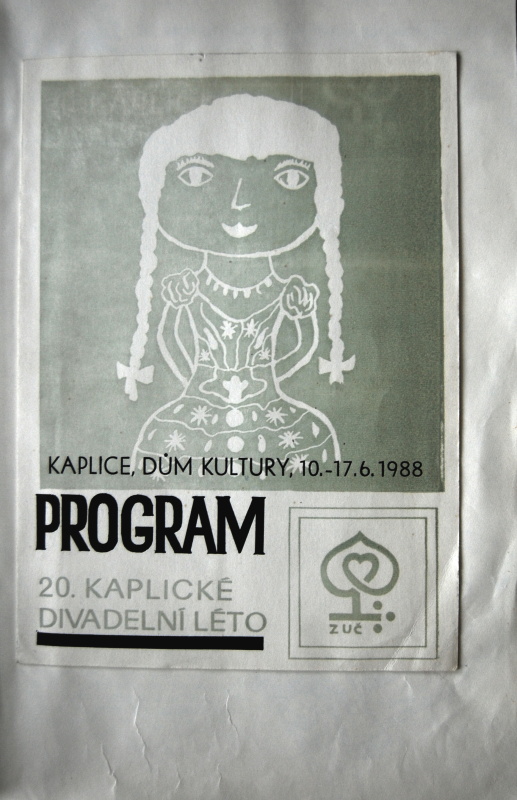 KAPLICE, DŮM KULTURY, 10.-17.6.1988
PROGRAM
20. KAPLICKÉ
DIVADELNÍ LÉTO
ZUČ